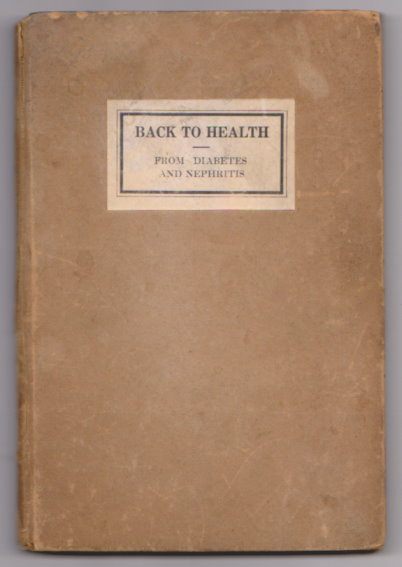 BACK TO HEALTH
FROM DIABETES
AND NEPHRITIS